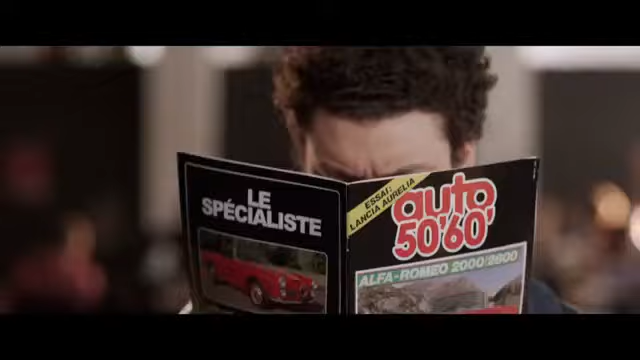 LE
SPÉCIALISTE
ESSAI:
LANCIA AURELIA
auto
50'60'
ALFA-ROMEO 2000/2600